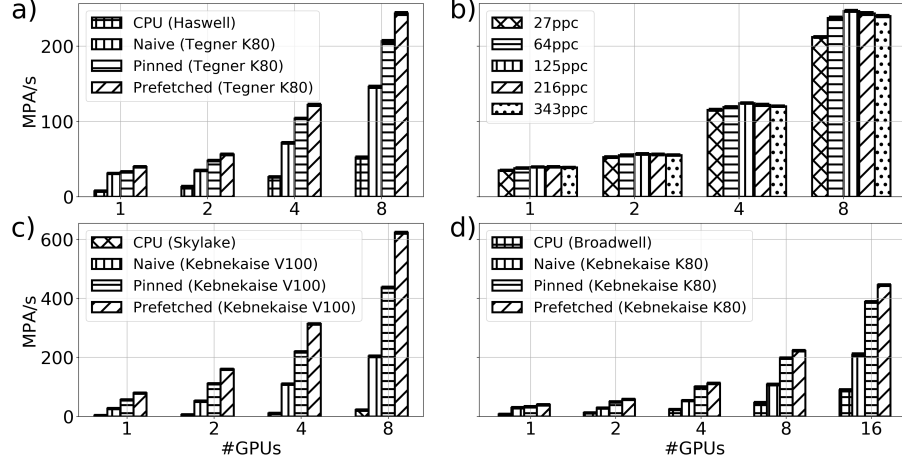 a)
MPA/s
200
100
0
CPU (Haswell)
Naive (Tegner K80)
Pinned (Tegner K80)
Prefetched (Tegner K80)
1 2 4 8
b)
27ppc
64ppc
125ppc
216ppc
343ppc
1 2 4 8
c)
MPA/s
600
400
200
0
CPU (Skylake)
Naive (Kebnekaise V100)
Pinned (Kebnekaise V100)
Prefetched (Kebnekaise V100)
1 2 4 8
#GPUs
d)
CPU (Broadwell)
Naive (Kebnekaise K80)
Pinned (Kebnekaise K80)
Prefetched (Kebnekaise K80)
1 2 4 8 16
#GPUs